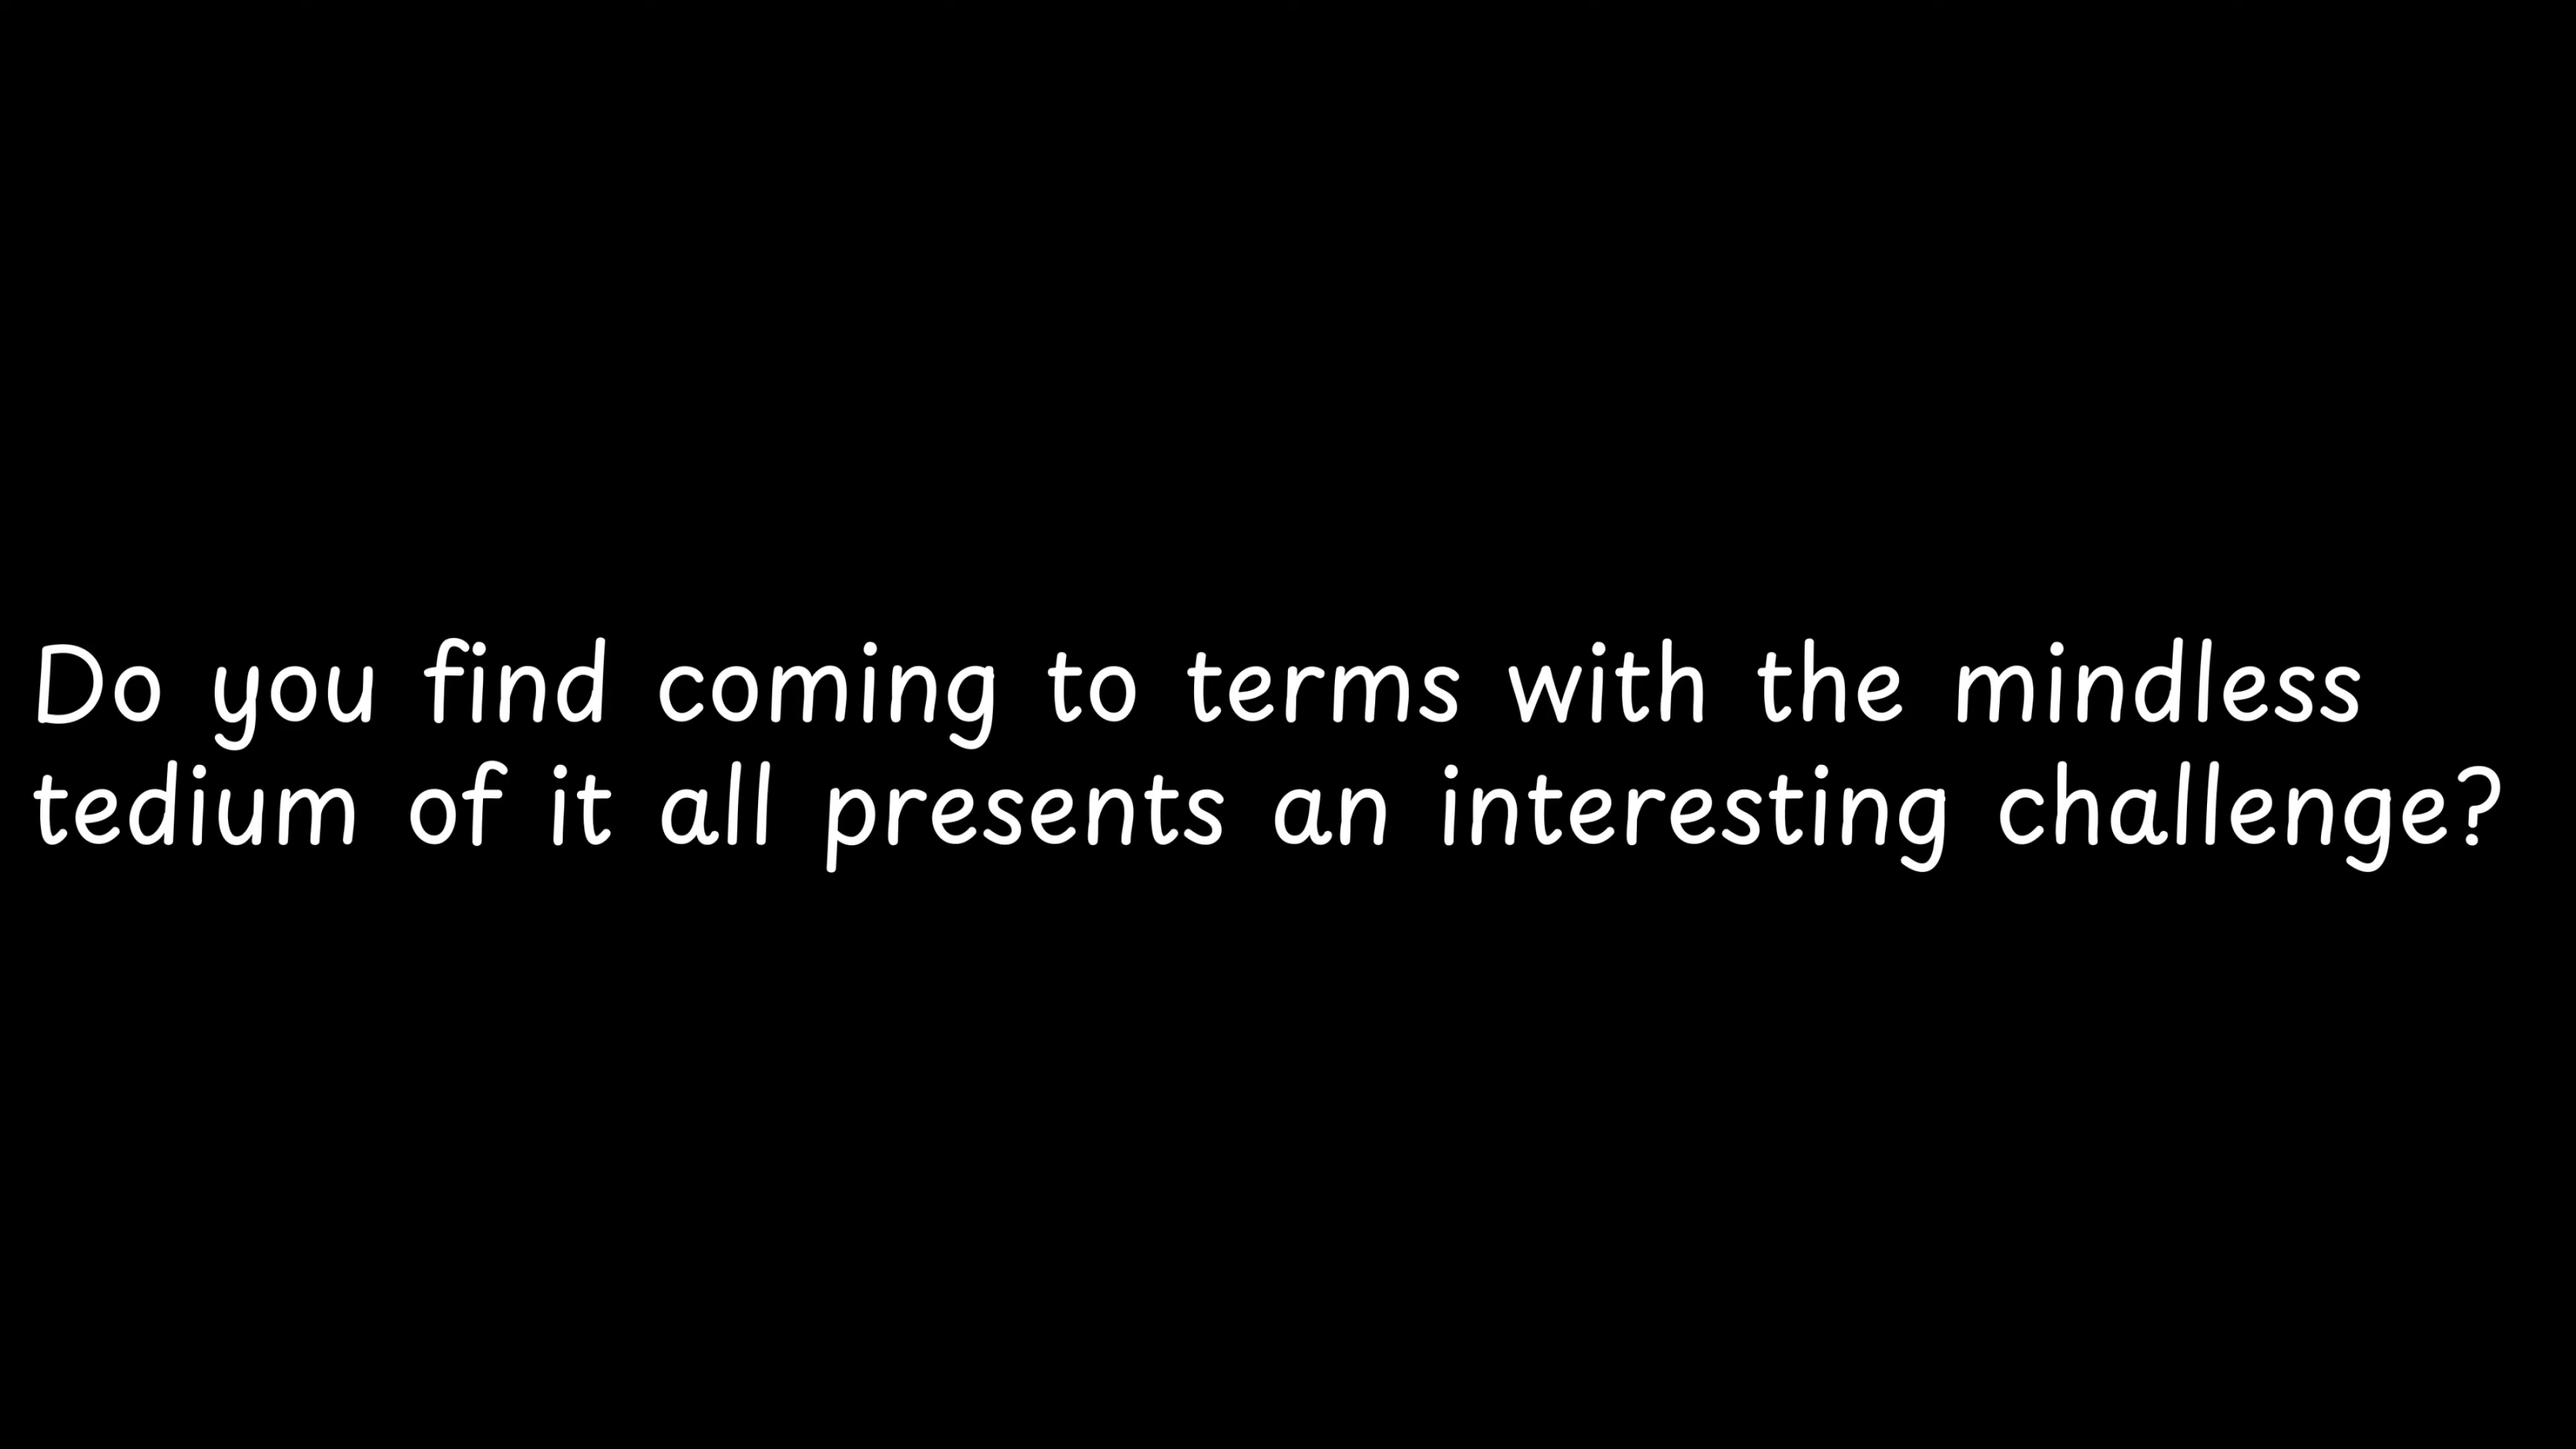 Do you find coming to terms with the mindless
tedium of it all presents an interesting challenge?